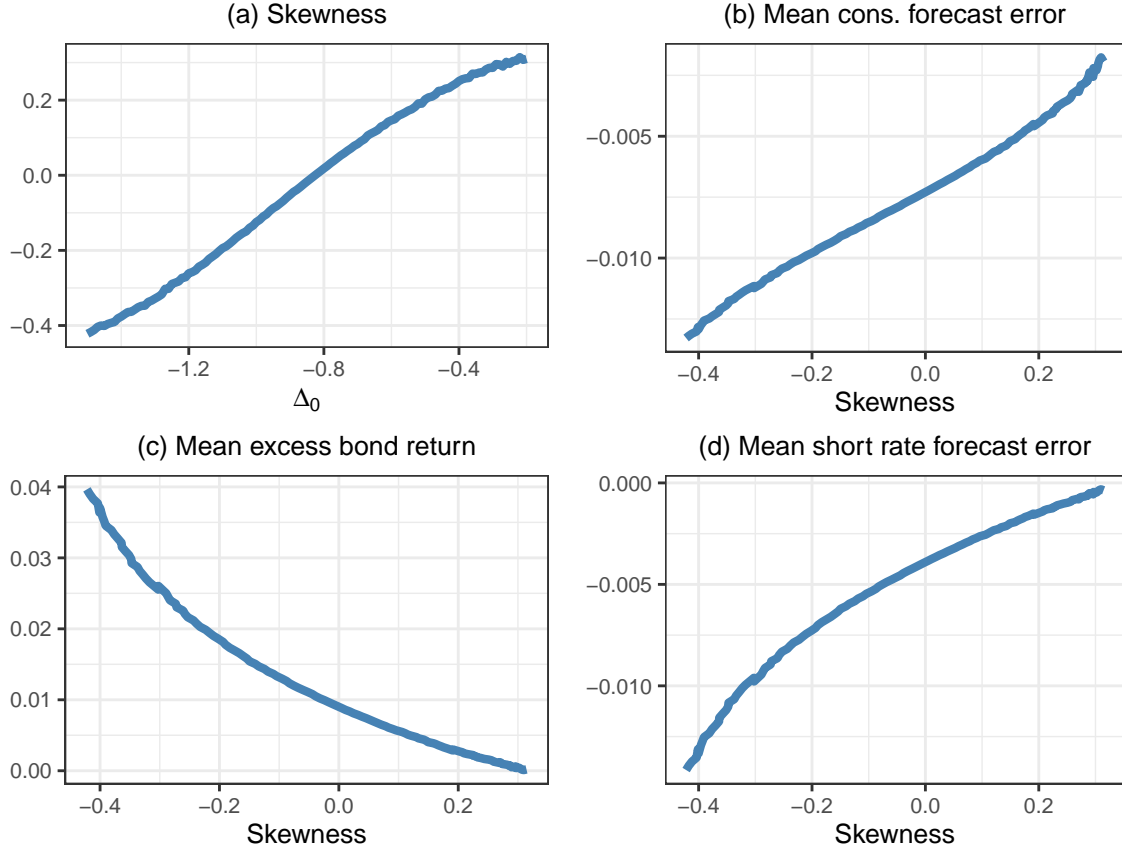 (a) Skewness
0.2
0.0
−0.2
−0.4
−1.2 −0.8 −0.4
Δ0
(b) Mean cons. forecast error
−0.005
−0.010
−0.4 −0.2 0.0 0.2
Skewness
(c) Mean excess bond return
0.04
0.03
0.02
0.01
0.00
−0.4 −0.2 0.0 0.2
Skewness
(d) Mean short rate forecast error
0.000
−0.005
−0.010
−0.4 −0.2 0.0 0.2
Skewness